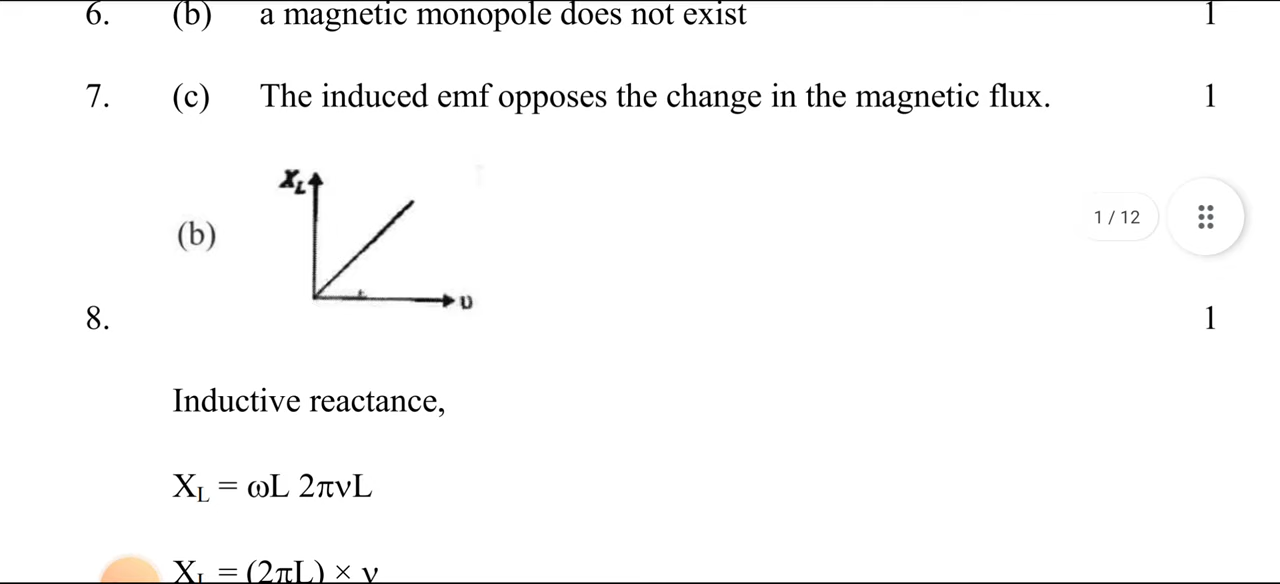 6. (b) a magnetic monopole does not exist 1
7. (c) The induced emf opposes the change in the magnetic flux. 1
X_L
(b)
1 / 12
υ
8. 1
Inductive reactance,
X_L = ωL 2πνL
X_L = (2πL) × ν